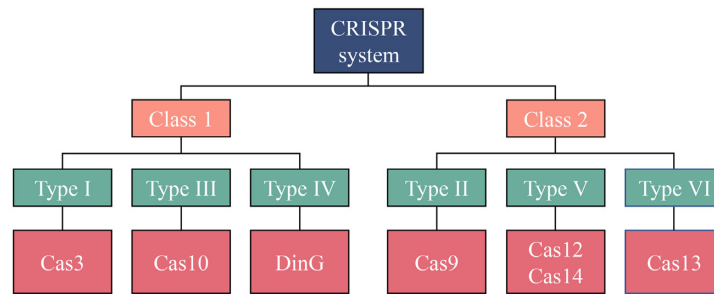 CRISPR
system
Class 1
Class 2
Type I
Type III
Type IV
Type II
Type V
Type VI
Cas3
Cas10
DinG
Cas9
Cas12
Cas14
Cas13